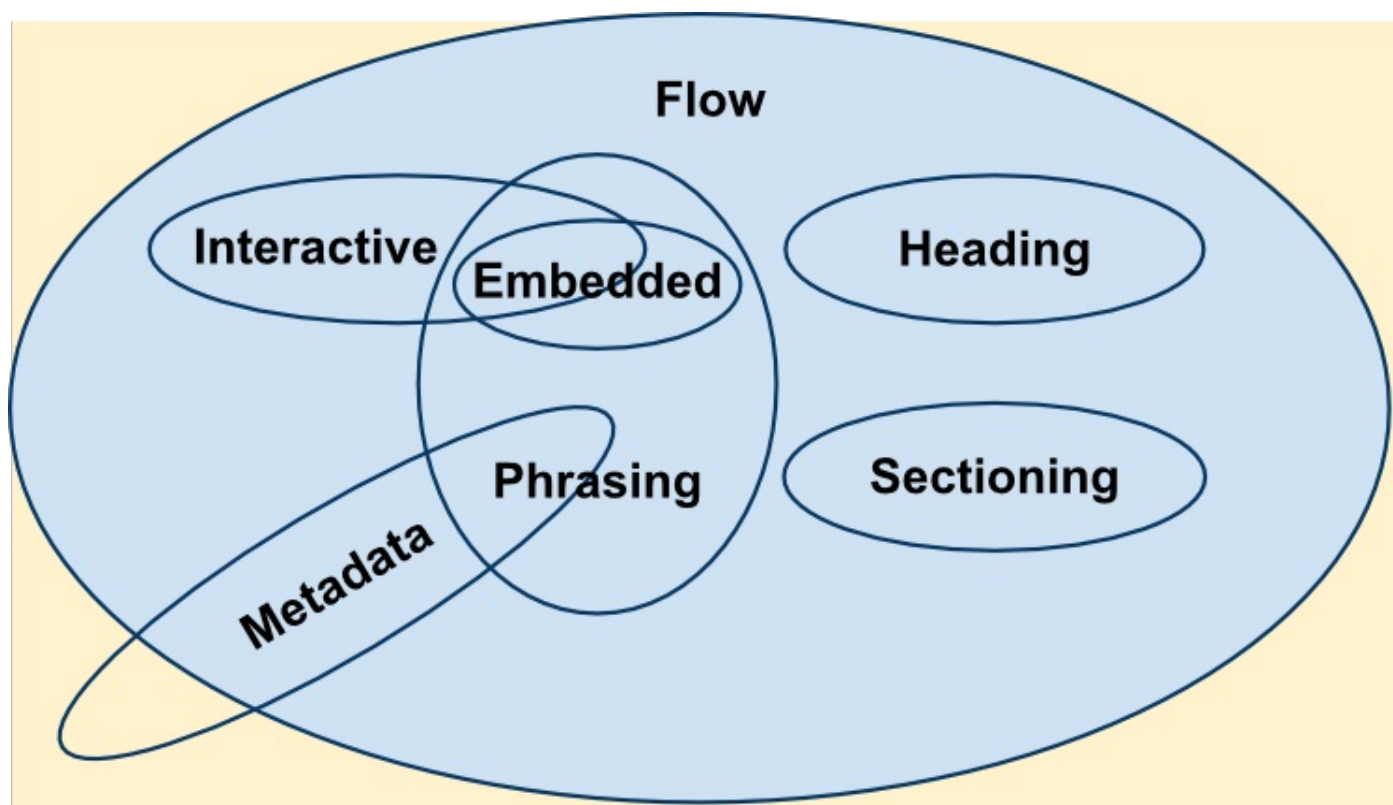 Flow
Interactive
Embedded
Heading
Phrasing
Sectioning
Metadata